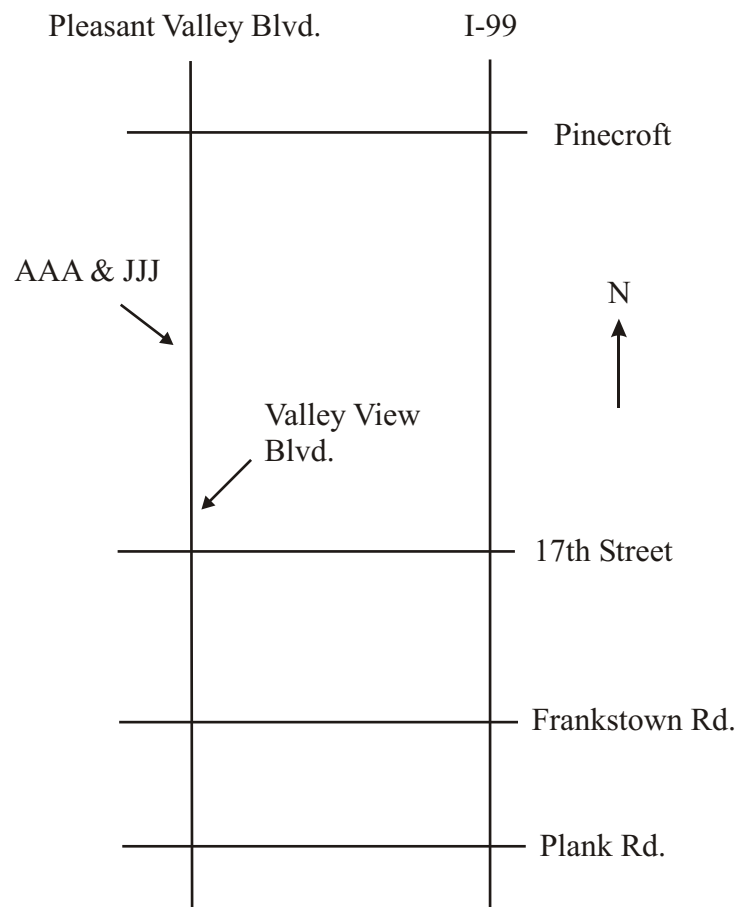 Pleasant Valley Blvd.
I-99
Pinecroft
AAA & JJJ
N
Valley View
Blvd.
17th Street
Frankstown Rd.
Plank Rd.